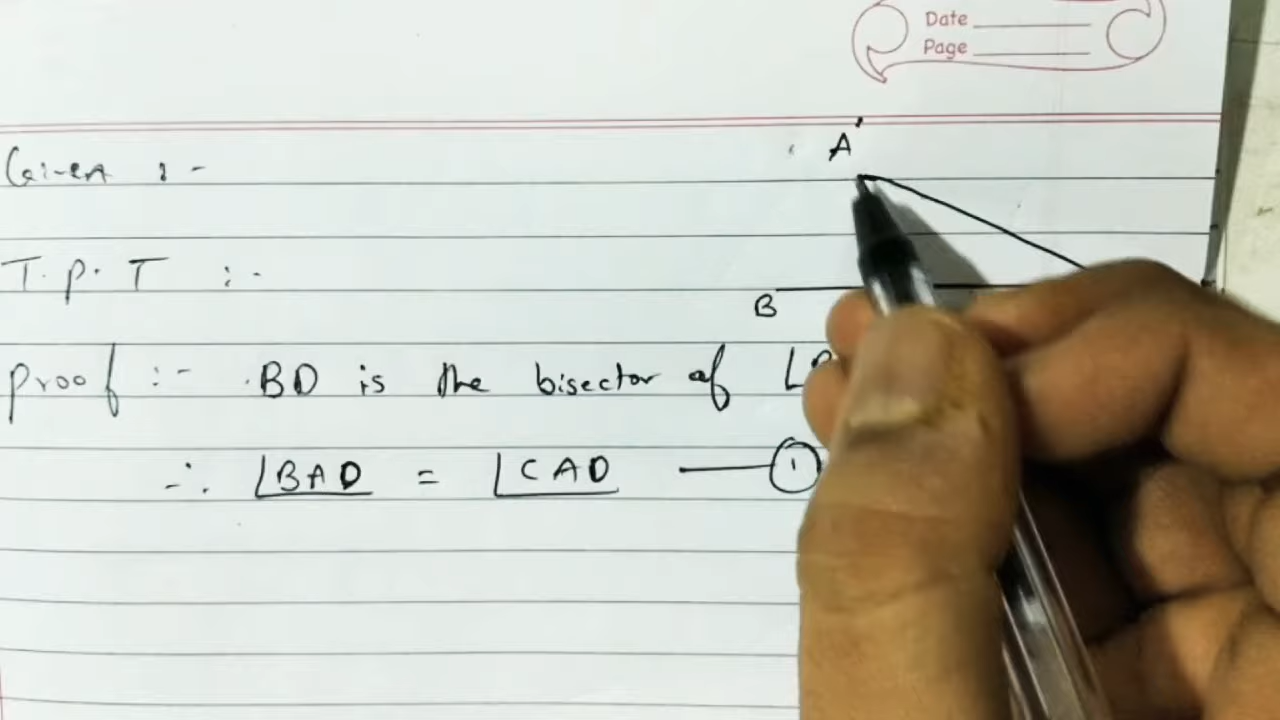 Date
Page
A
Given :-
T.P.T :-
B
Proof :- BD is the bisector of
∴ ∠BAD = ∠CAD —— ①